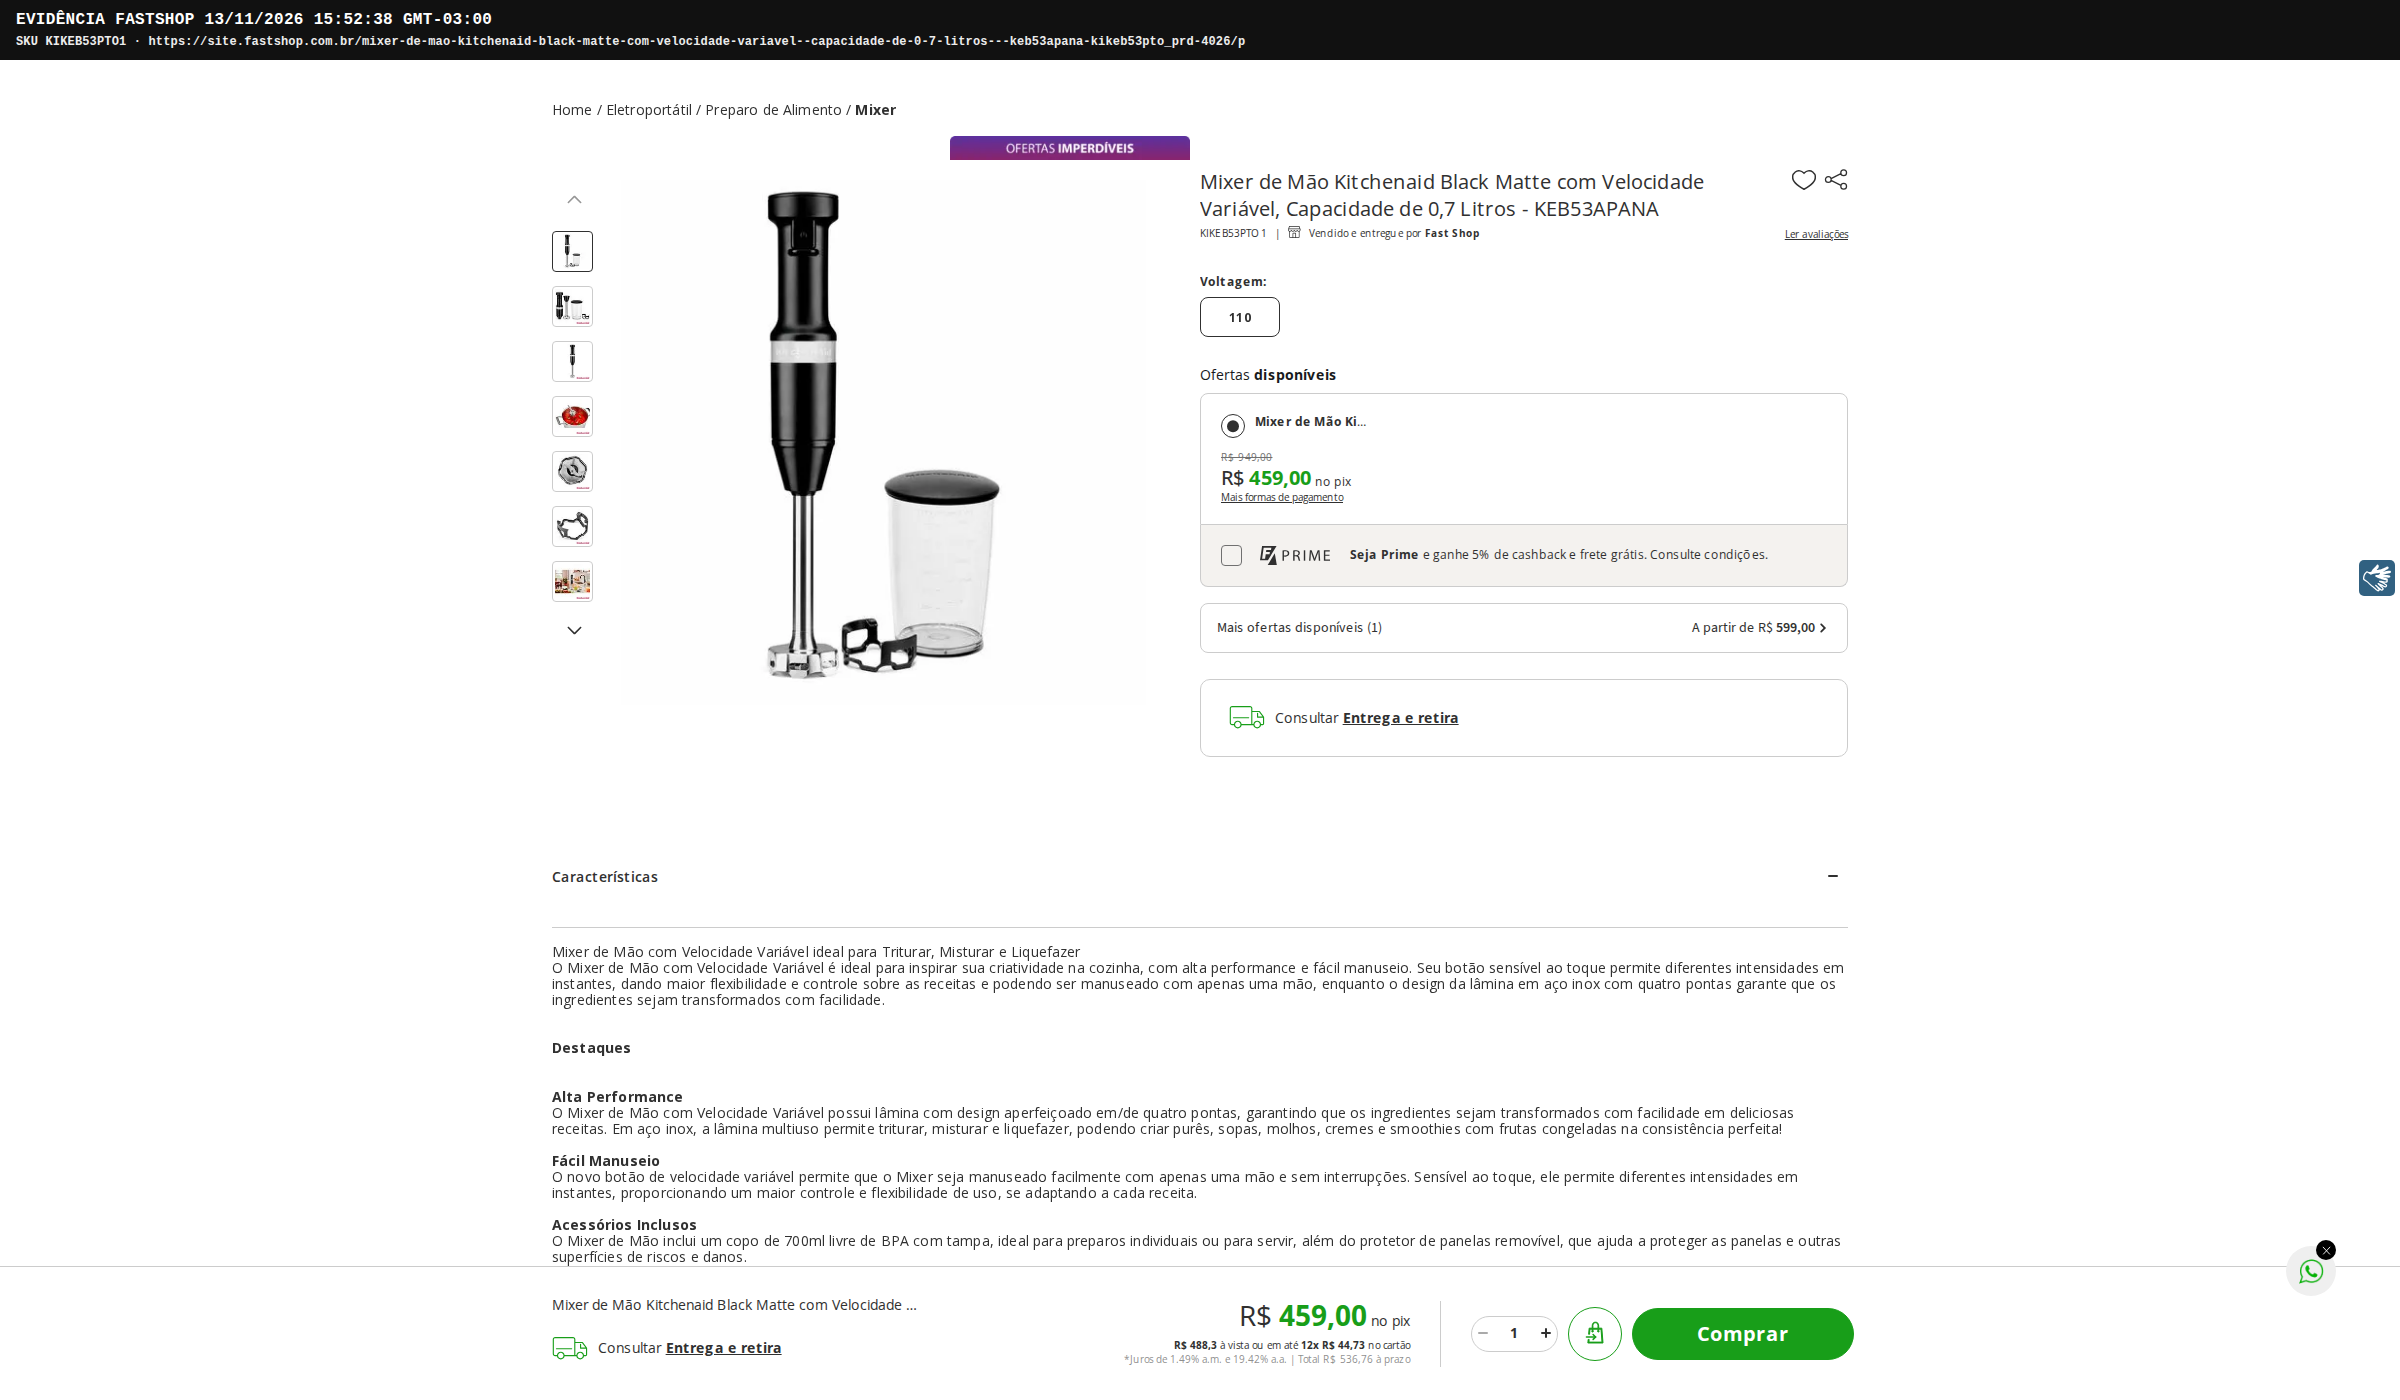 EVIDÊNCIA FASTSHOP 13/11/2026 15:52:38 GMT-03:00
SKU KIKEB53PTO1 · https://site.fastshop.com.br/mixer-de-mao-kitchenaid-black-matte-com-velocidade-variavel--capacidade-de-0-7-litros---keb53apana-kikeb53pto_prd-4026/p
Home / Eletroportátil / Preparo de Alimento / Mixer
OFERTAS IMPERDÍVEIS
Mixer de Mão Kitchenaid Black Matte com Velocidade
Variável, Capacidade de 0,7 Litros - KEB53APANA
KIKEB53PTO1 | Vendido e entregue por Fast Shop
Ler avaliações
Voltagem:
110
Ofertas disponíveis
Mixer de Mão Ki...
R$ 949,00
R$ 459,00 no pix
Mais formas de pagamento
PRIME Seja Prime e ganhe 5% de cashback e frete grátis. Consulte condições.
Mais ofertas disponíveis (1)
A partir de R$ 599,00
Consultar Entrega e retira
Características
Mixer de Mão com Velocidade Variável ideal para Triturar, Misturar e Liquefazer
O Mixer de Mão com Velocidade Variável é ideal para inspirar sua criatividade na cozinha, com alta performance e fácil manuseio. Seu botão sensível ao toque permite diferentes intensidades em
instantes, dando maior flexibilidade e controle sobre as receitas e podendo ser manuseado com apenas uma mão, enquanto o design da lâmina em aço inox com quatro pontas garante que os
ingredientes sejam transformados com facilidade.
Destaques
Alta Performance
O Mixer de Mão com Velocidade Variável possui lâmina com design aperfeiçoado em/de quatro pontas, garantindo que os ingredientes sejam transformados com facilidade em deliciosas
receitas. Em aço inox, a lâmina multiuso permite triturar, misturar e liquefazer, podendo criar purês, sopas, molhos, cremes e smoothies com frutas congeladas na consistência perfeita!
Fácil Manuseio
O novo botão de velocidade variável permite que o Mixer seja manuseado facilmente com apenas uma mão e sem interrupções. Sensível ao toque, ele permite diferentes intensidades em
instantes, proporcionando um maior controle e flexibilidade de uso, se adaptando a cada receita.
Acessórios Inclusos
O Mixer de Mão inclui um copo de 700ml livre de BPA com tampa, ideal para preparos individuais ou para servir, além do protetor de panelas removível, que ajuda a proteger as panelas e outras
superfícies de riscos e danos.
Mixer de Mão Kitchenaid Black Matte com Velocidade ...
Consultar Entrega e retira
R$ 459,00 no pix
R$ 488,3 à vista ou em até 12x R$ 44,73 no cartão
*Juros de 1.49% a.m. e 19.42% a.a. | Total R$ 536,76 à prazo
1
Comprar